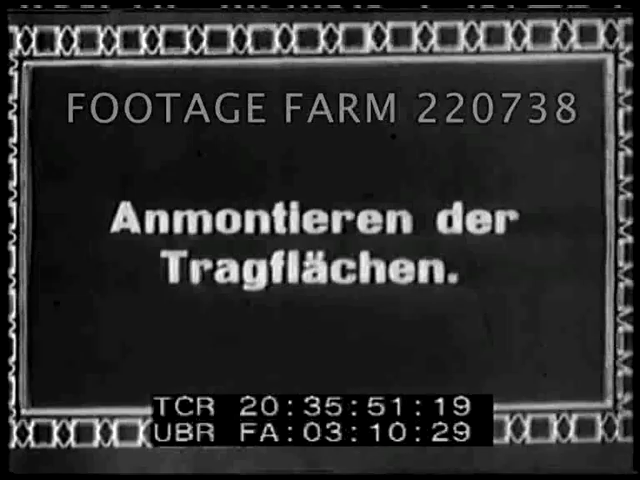 FOOTAGE FARM 220738
Anmontieren der
Tragflächen.
TCR 20:35:51:19
UBR FA:03:10:29